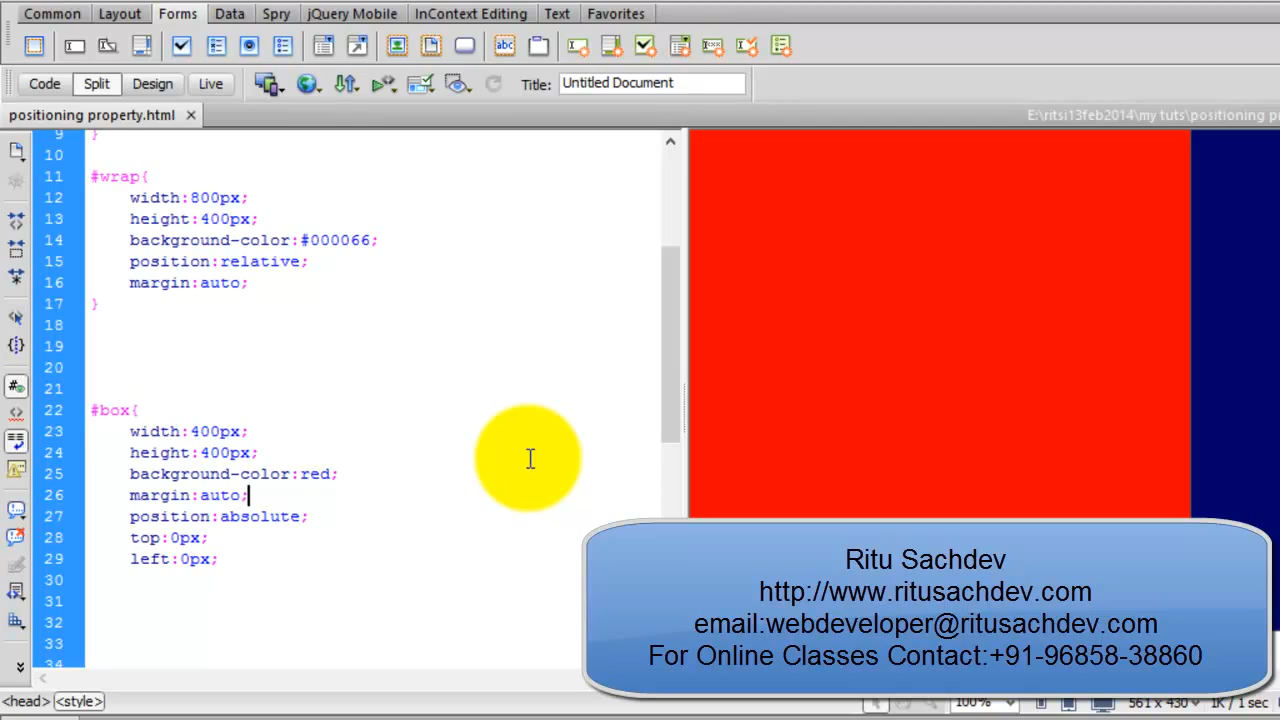 Common Layout Forms Data Spry jQuery Mobile InContext Editing Text Favorites
Code Split Design Live Title: Untitled Document
positioning property.html × E:\ritsi13feb2014\my tuts\positioning p
9 }
10
11 #wrap{
12 width:800px;
13 height:400px;
14 background-color:#000066;
15 position:relative;
16 margin:auto;
17 }
18
19
20
21
22 #box{
23 width:400px;
24 height:400px;
25 background-color:red;
26 margin:auto;
27 position:absolute;
28 top:0px;
29 left:0px;
30
31
32
33
34
Ritu Sachdev
http://www.ritusachdev.com
email:webdeveloper@ritusachdev.com
For Online Classes Contact:+91-96858-38860
<head> <style> 100% 561 x 430 1K / 1 sec